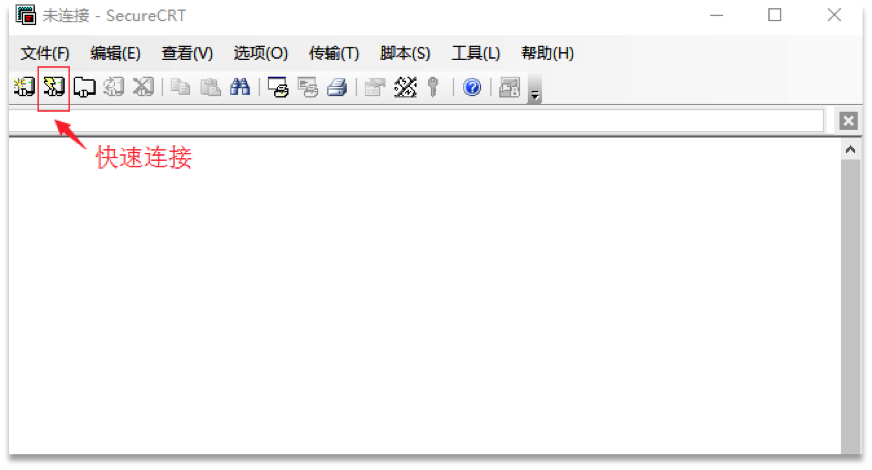 未连接 - SecureCRT
文件(F) 编辑(E) 查看(V) 选项(O) 传输(T) 脚本(S) 工具(L) 帮助(H)
快速连接